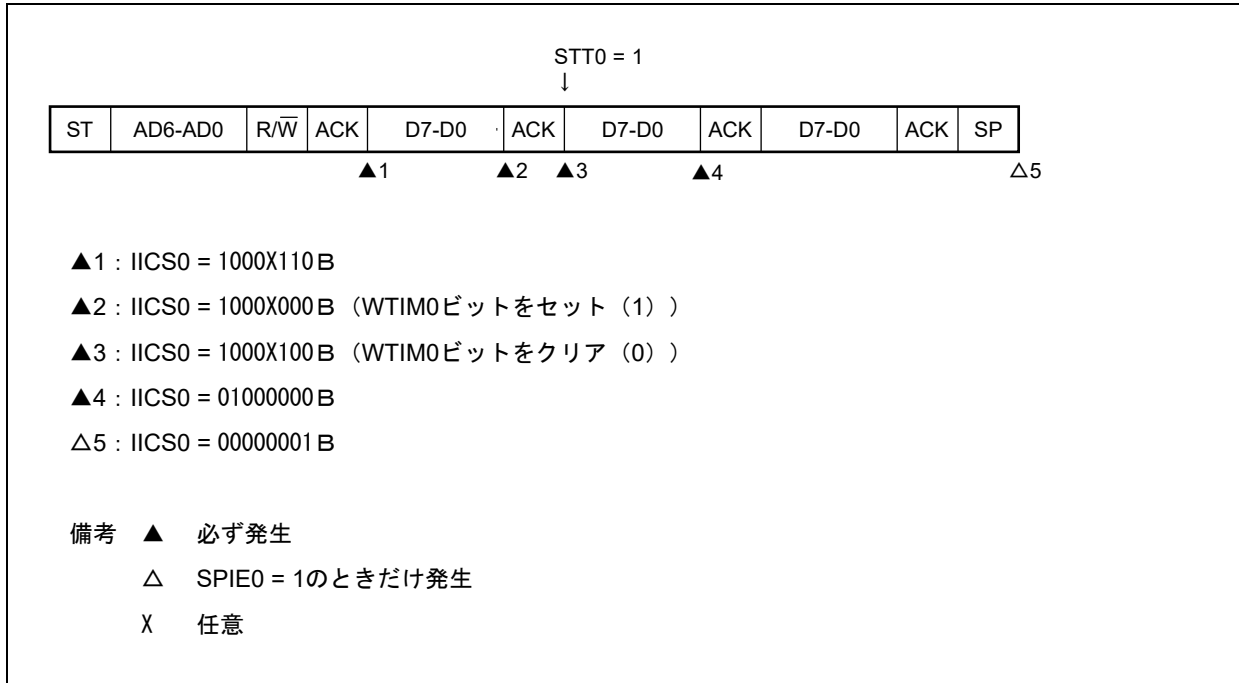 STT0 = 1
↓
ST AD6-AD0 R/W̅ ACK D7-D0 ACK D7-D0 ACK D7-D0 ACK SP
▲1 ▲2 ▲3 ▲4 △5
▲1：IICS0 = 1000X110B
▲2：IICS0 = 1000X000B（WTIM0ビットをセット（1））
▲3：IICS0 = 1000X100B（WTIM0ビットをクリア（0））
▲4：IICS0 = 01000000B
△5：IICS0 = 00000001B
備考 ▲ 必ず発生
△ SPIE0 = 1のときだけ発生
X 任意